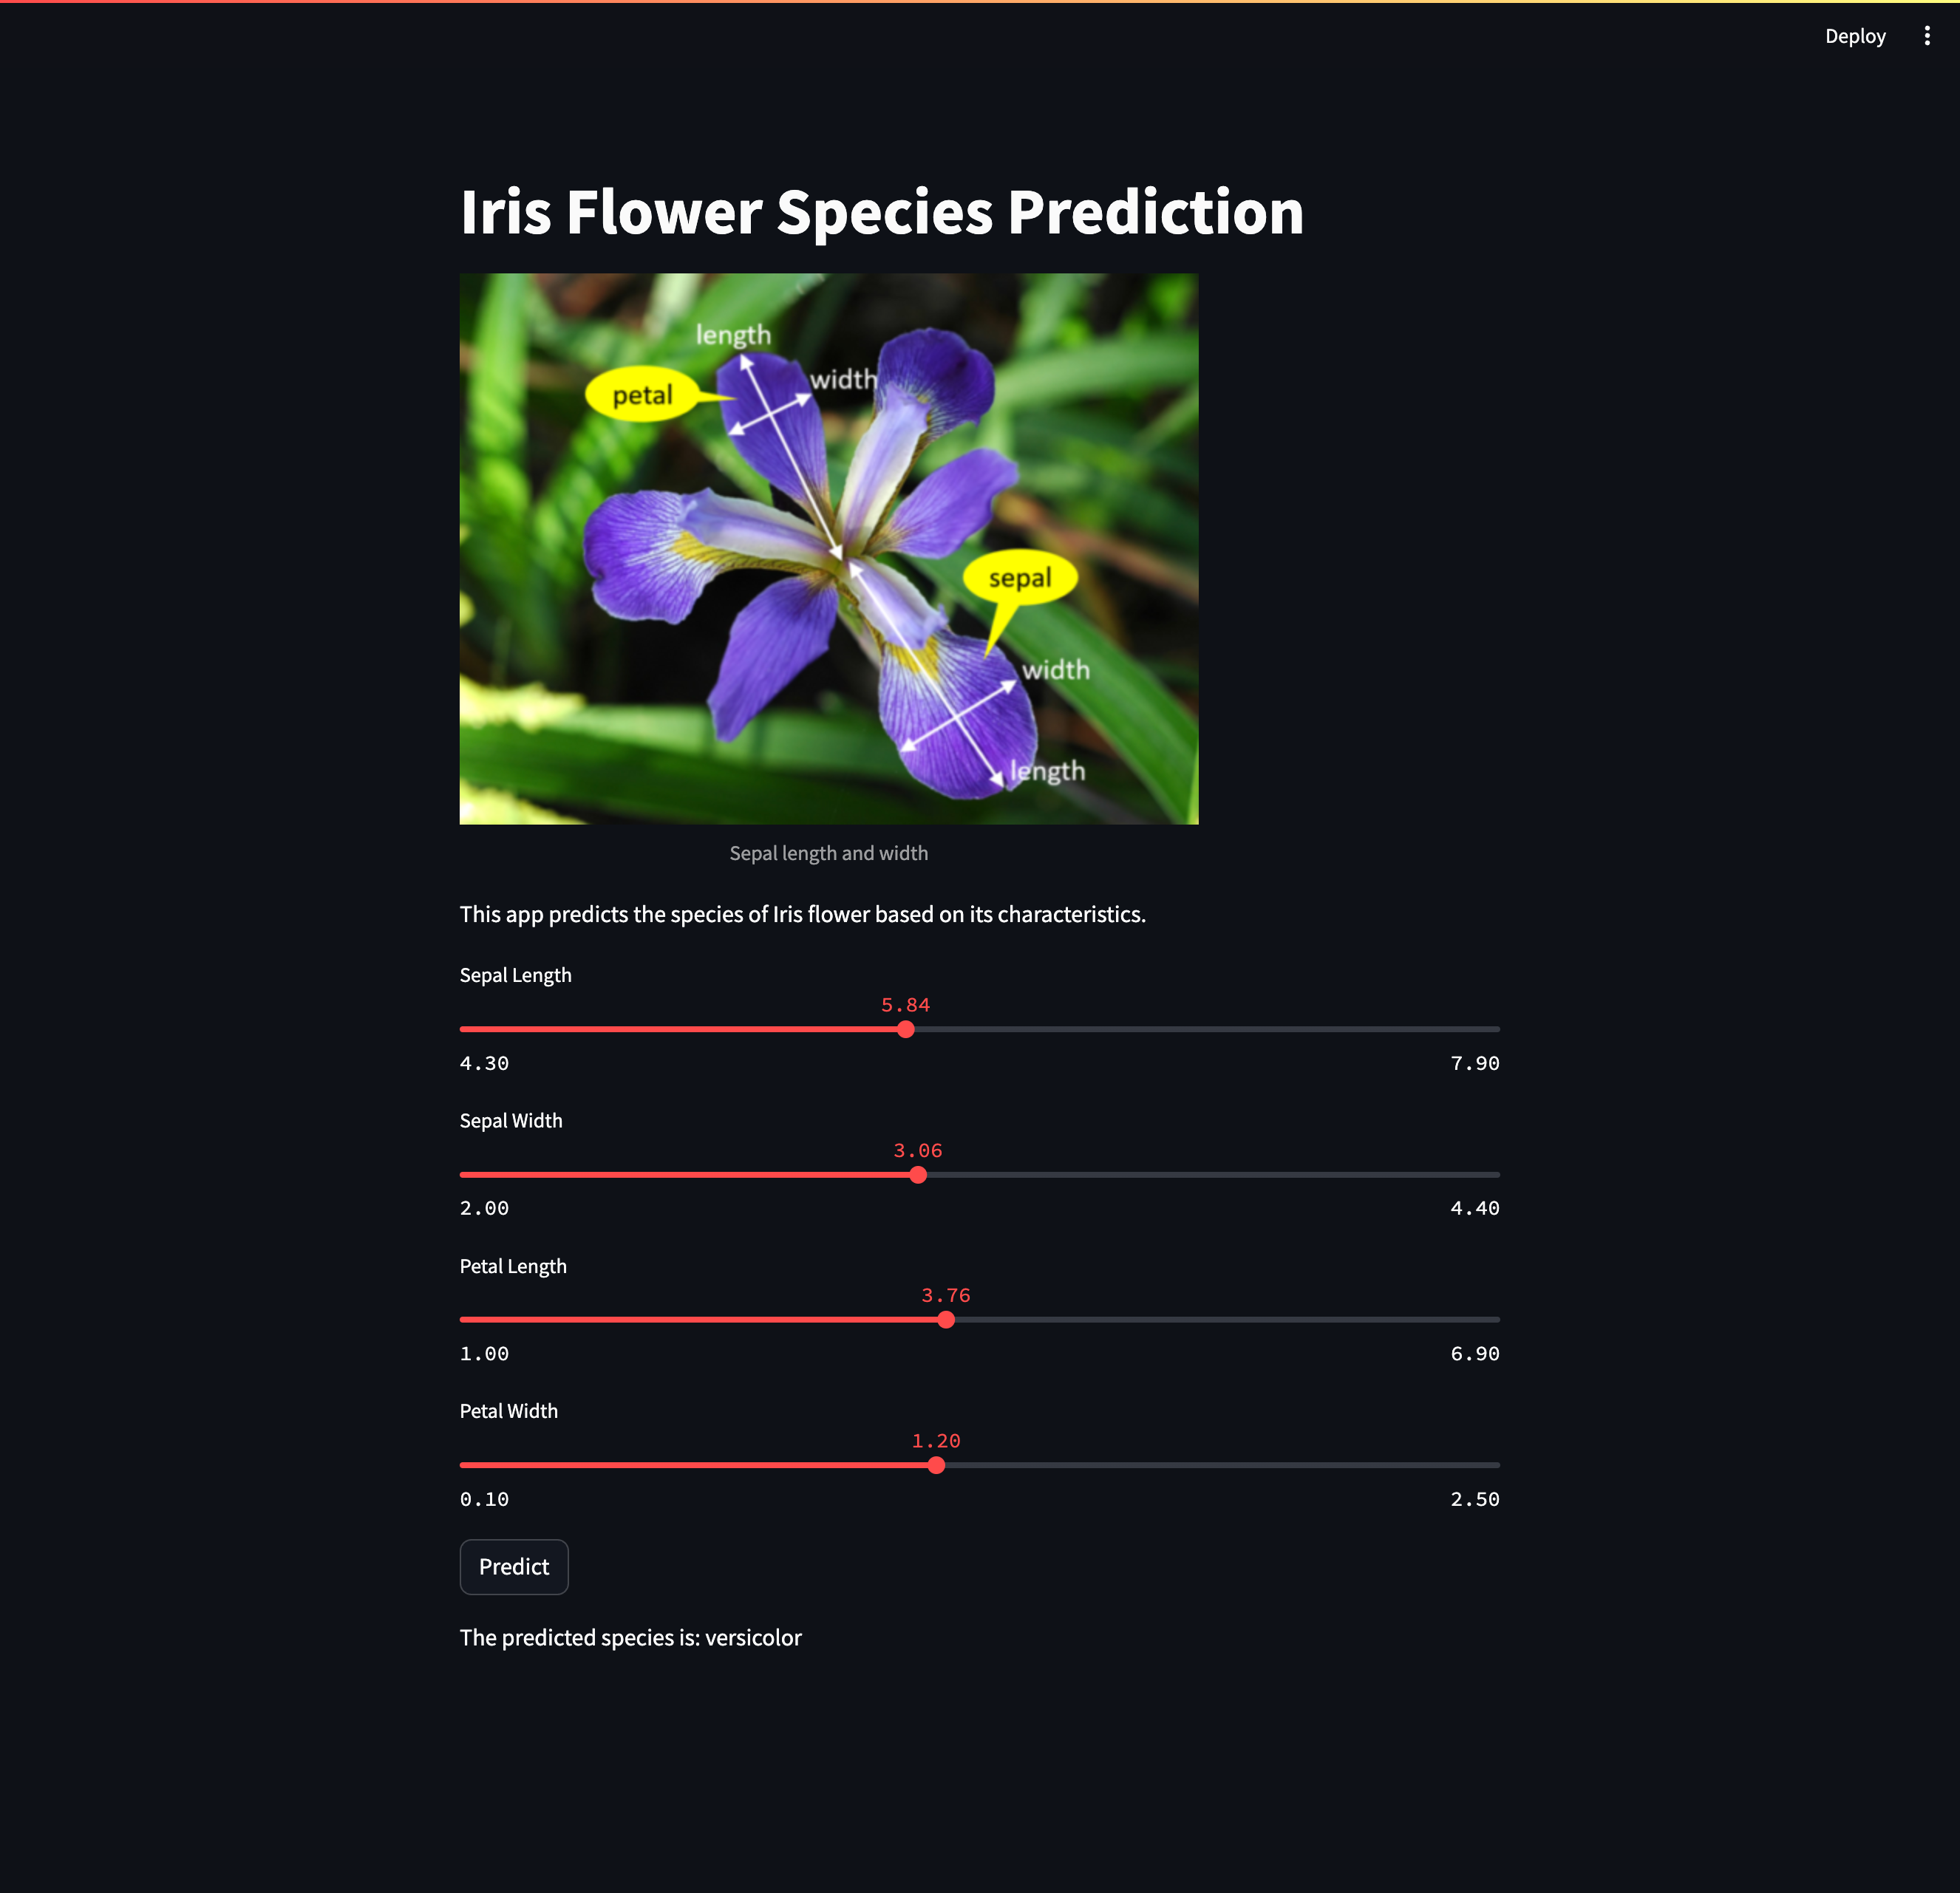 Deploy
Iris Flower Species Prediction
length
width
petal
sepal
width
length
Sepal length and width
This app predicts the species of Iris flower based on its characteristics.
Sepal Length
5.84
4.30 7.90
Sepal Width
3.06
2.00 4.40
Petal Length
3.76
1.00 6.90
Petal Width
1.20
0.10 2.50
Predict
The predicted species is: versicolor